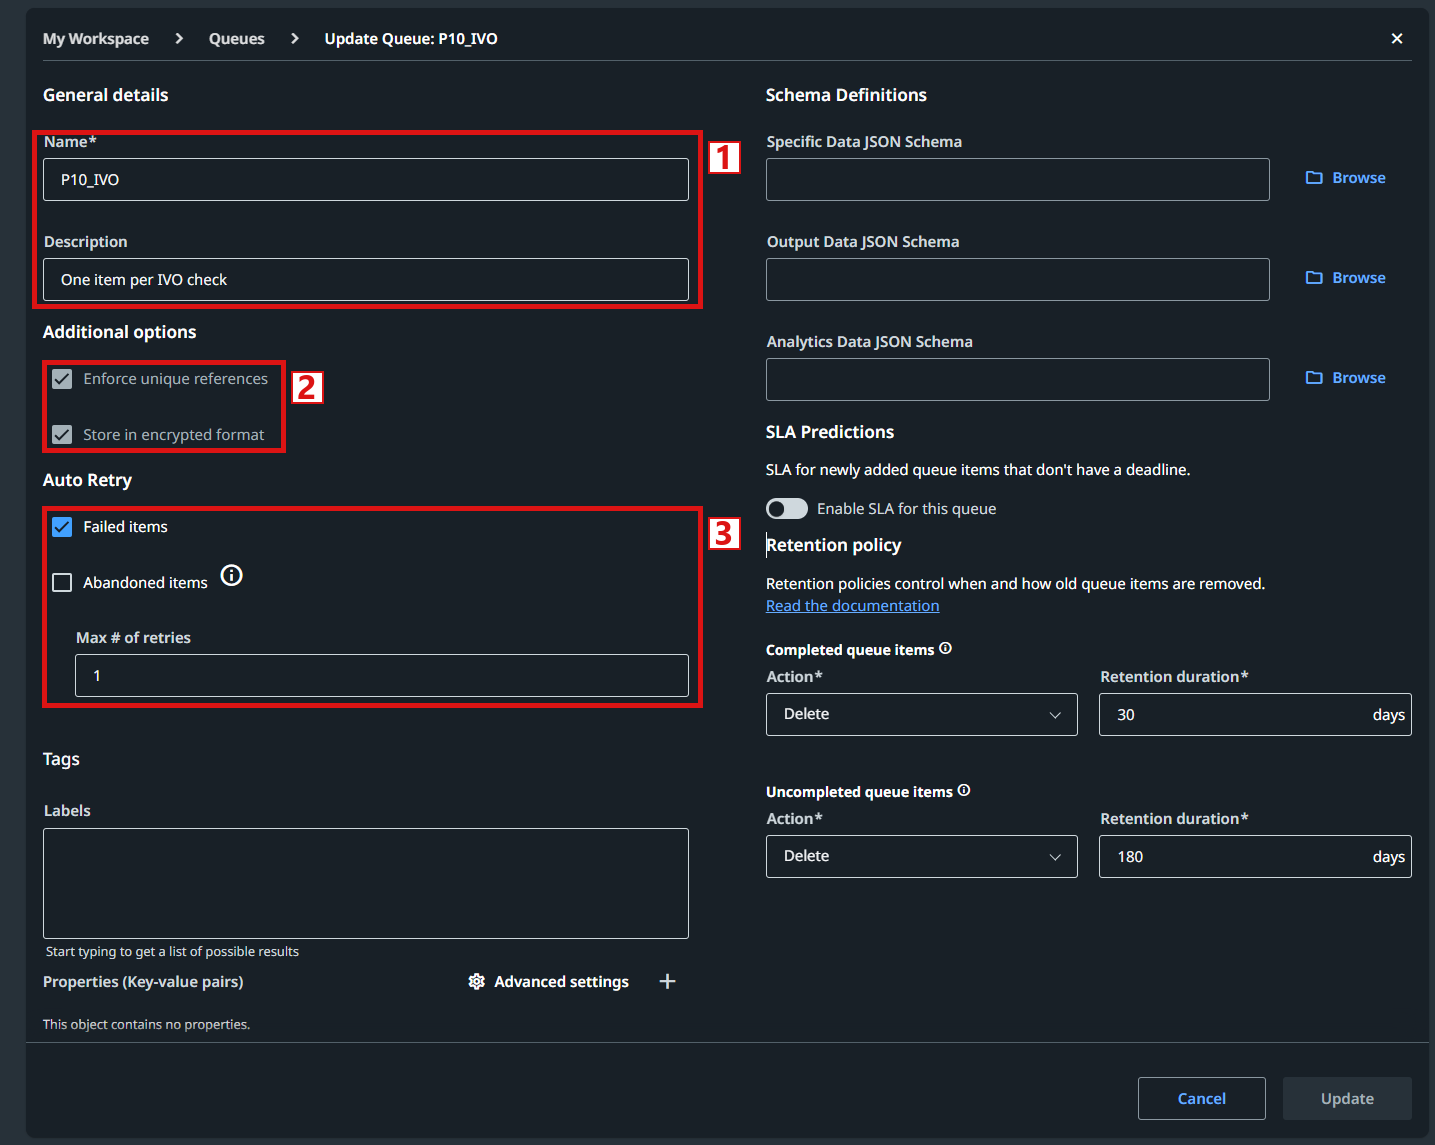 My Workspace > Queues > Update Queue: P10_IVO
General details
Name*
P10_IVO
1
Description
One item per IVO check
Additional options
Enforce unique references
2
Store in encrypted format
Auto Retry
Failed items
3
Abandoned items
Max # of retries
1
Tags
Labels
Start typing to get a list of possible results
Properties (Key-value pairs)
Advanced settings
This object contains no properties.
Schema Definitions
Specific Data JSON Schema
Browse
Output Data JSON Schema
Browse
Analytics Data JSON Schema
Browse
SLA Predictions
SLA for newly added queue items that don't have a deadline.
Enable SLA for this queue
Retention policy
Retention policies control when and how old queue items are removed.
Read the documentation
Completed queue items
Action* Retention duration*
Delete 30 days
Uncompleted queue items
Action* Retention duration*
Delete 180 days
Cancel Update